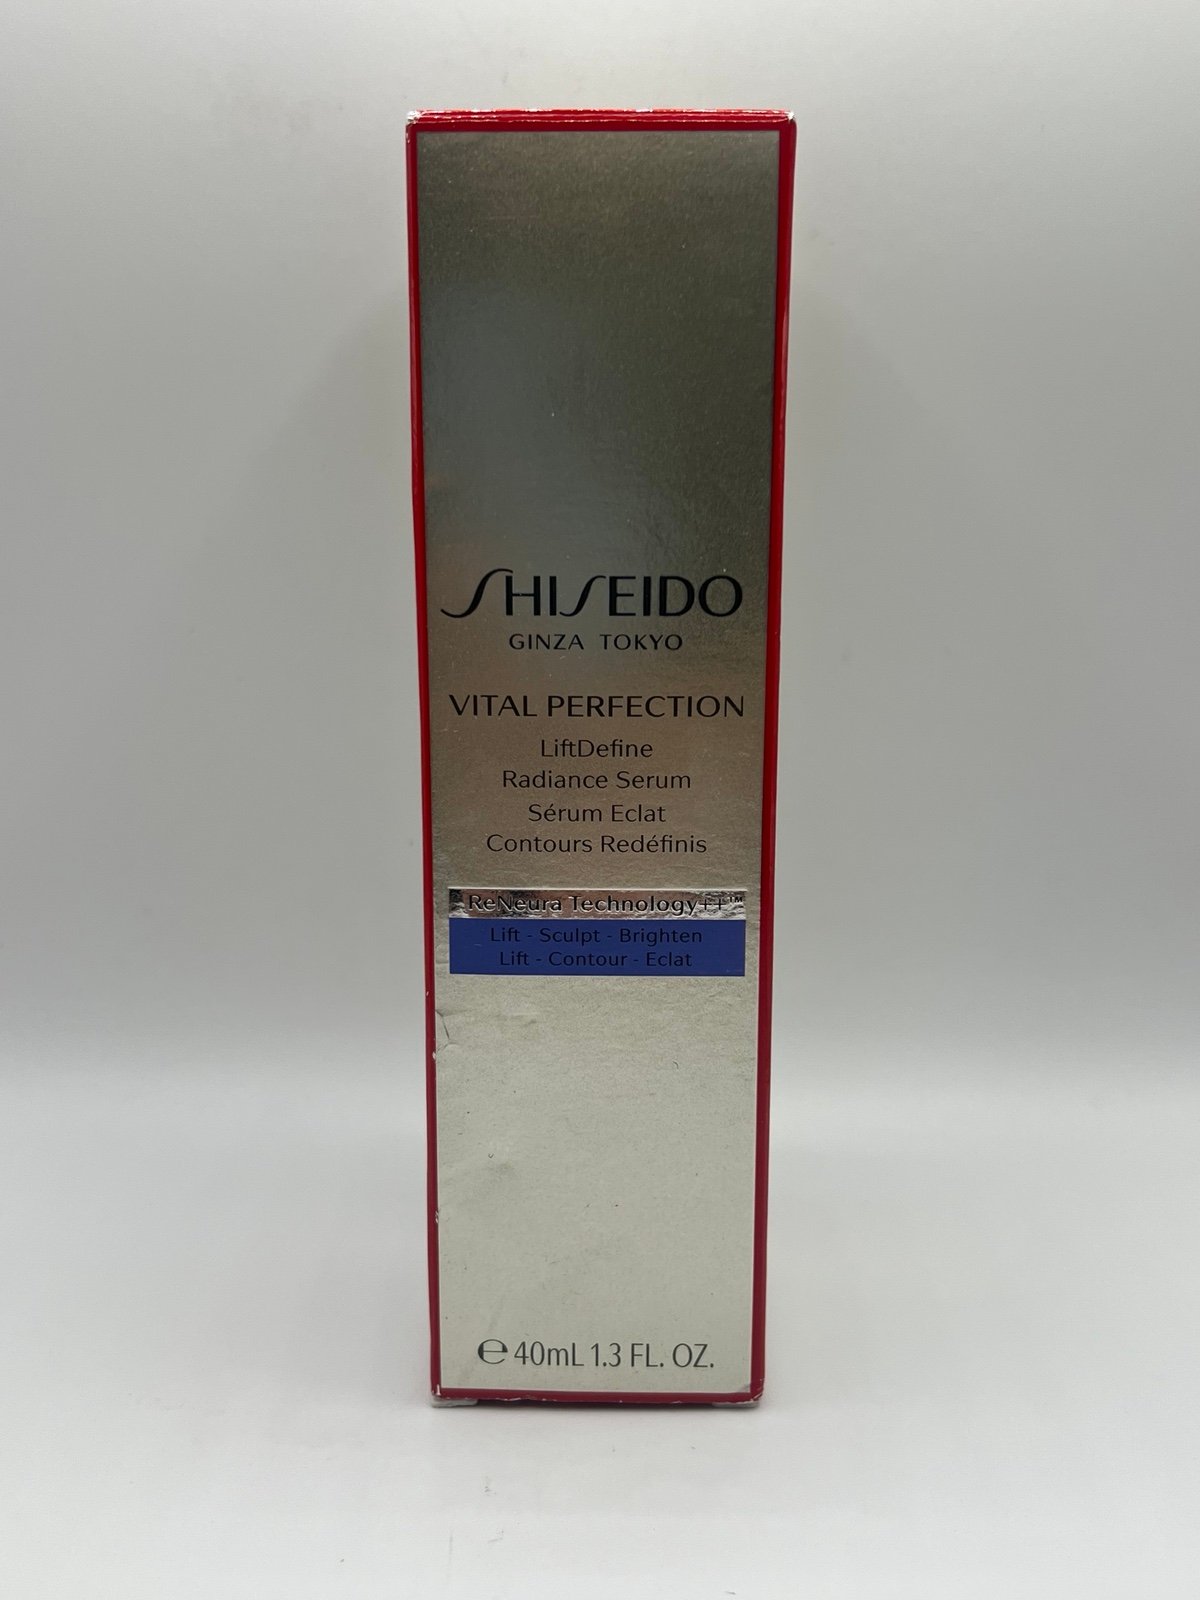 SHISEIDO
GINZA TOKYO
VITAL PERFECTION
LiftDefine
Radiance Serum
Sérum Eclat
Contours Redéfinis
ReNeura Technology++™
Lift - Sculpt - Brighten
Lift - Contour - Eclat
℮ 40mL 1.3 FL. OZ.